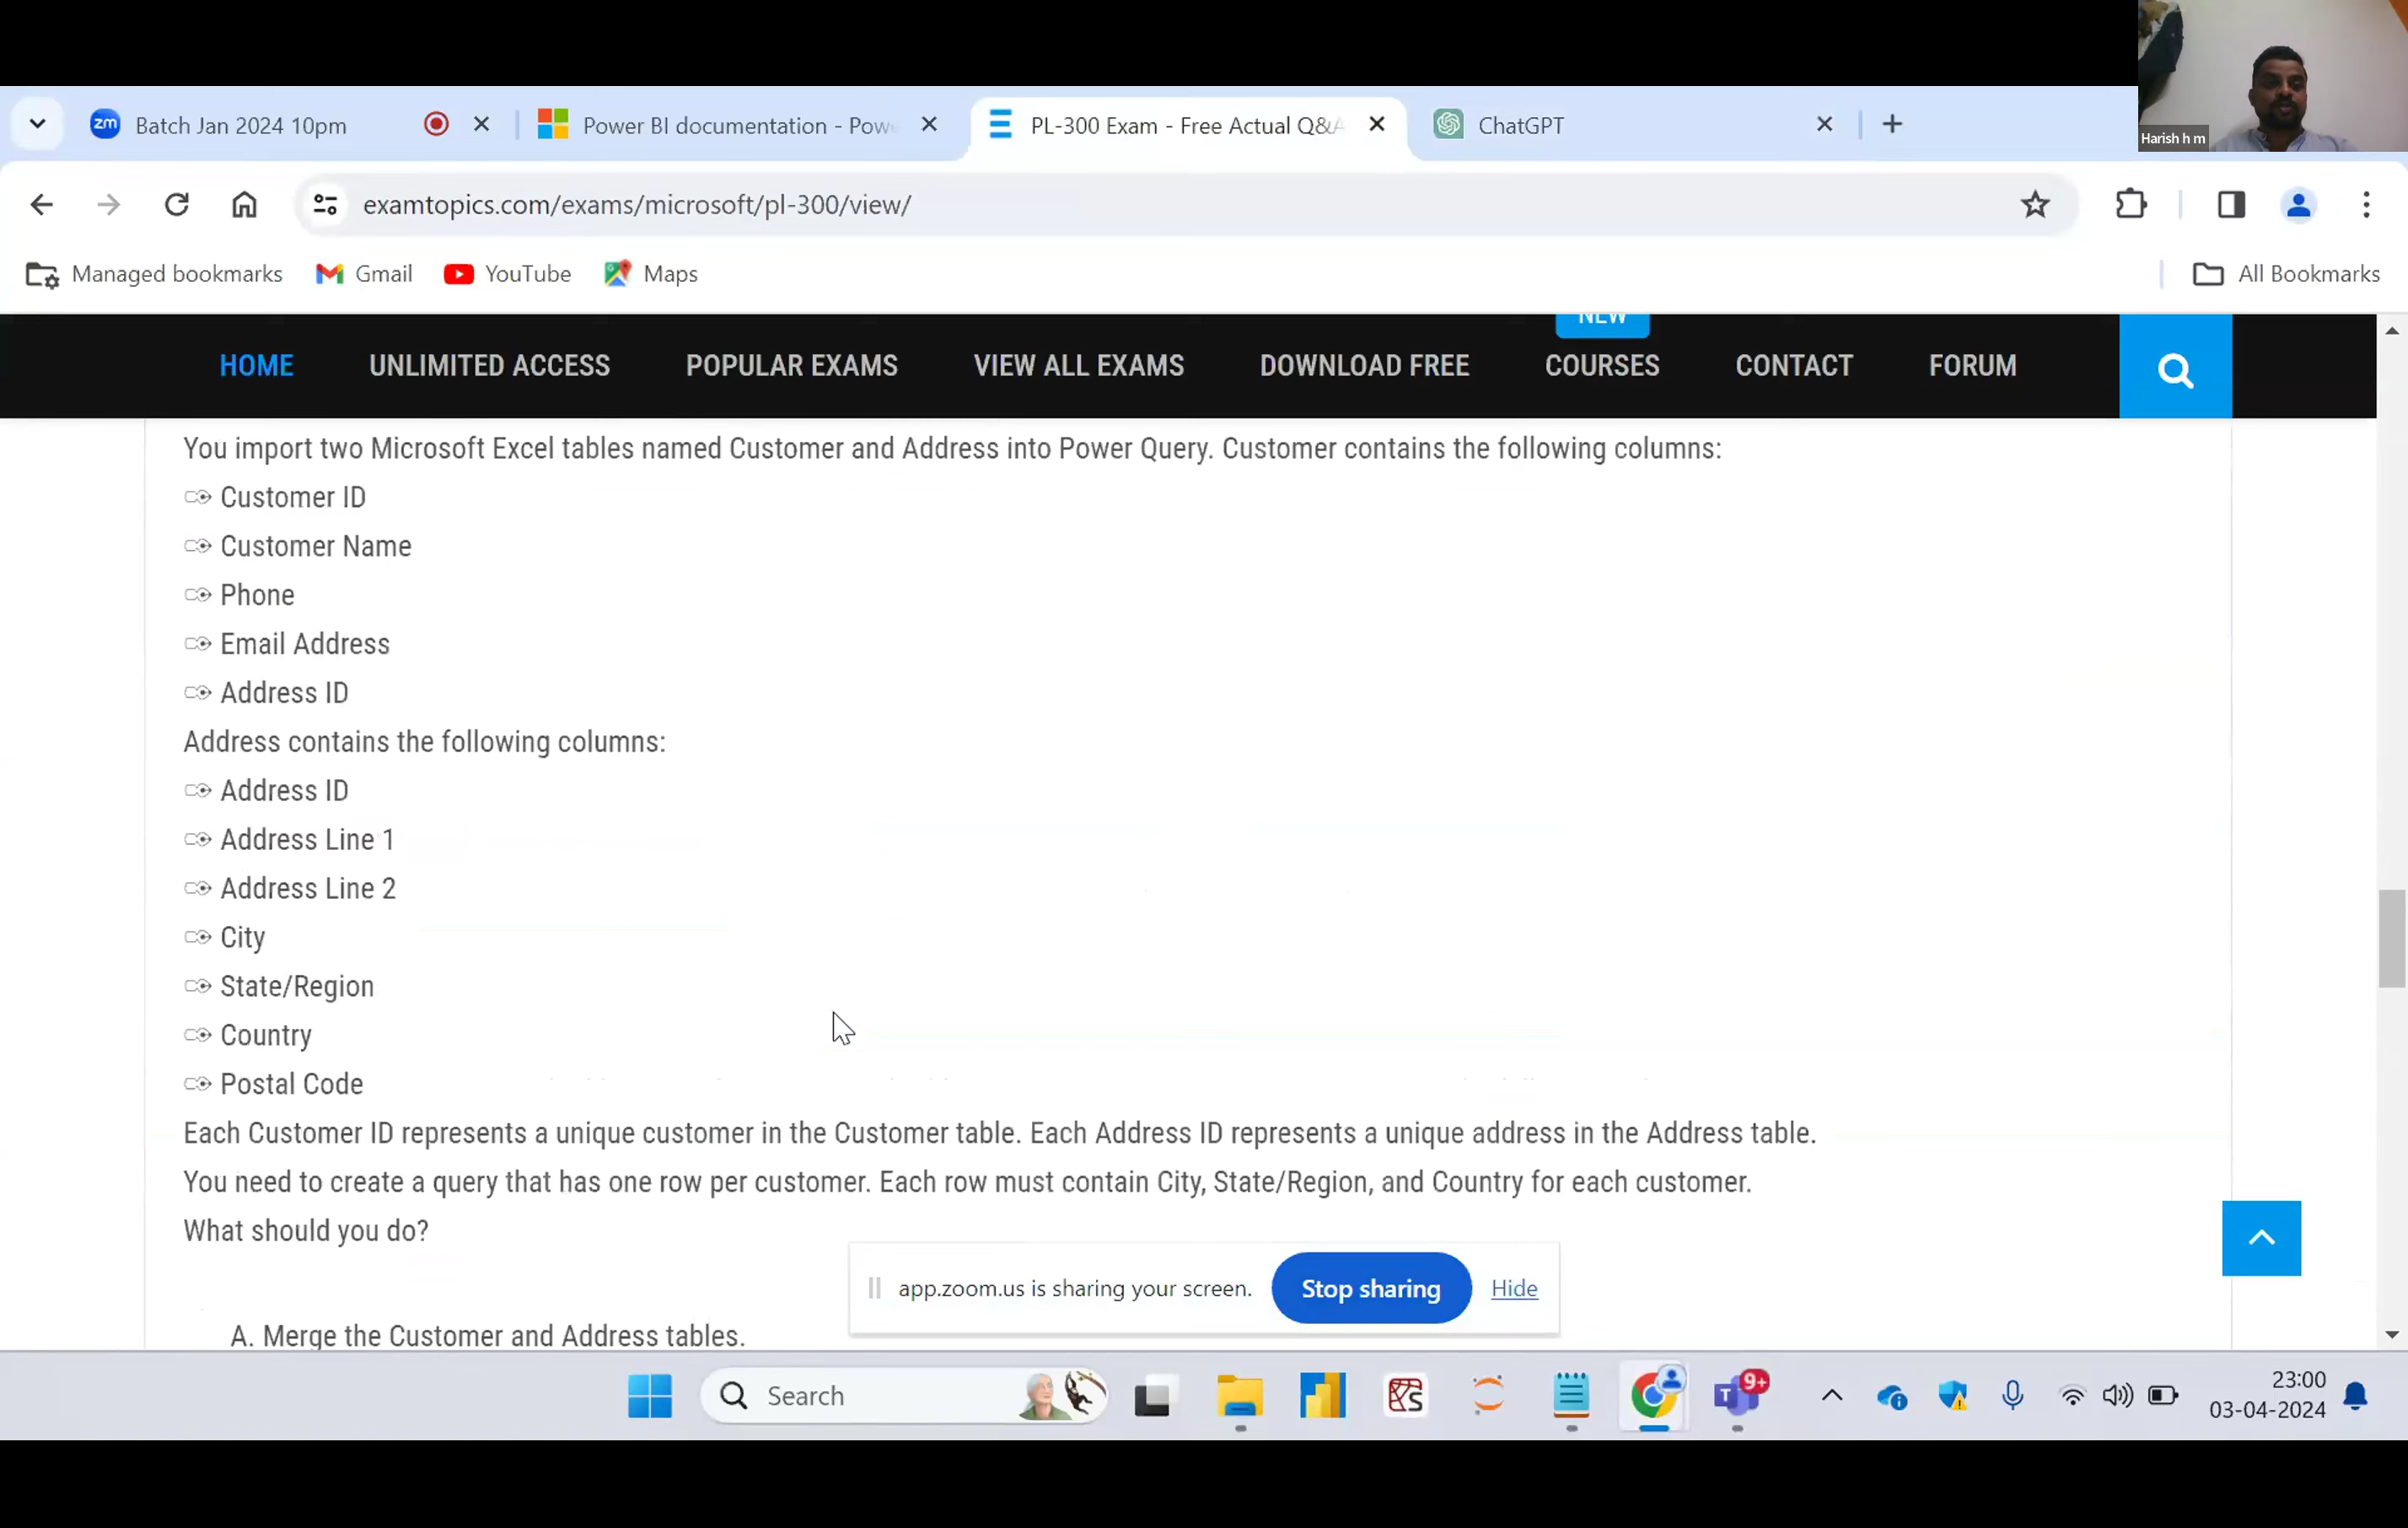 Batch Jan 2024 10pm
Power BI documentation - Pow
PL-300 Exam - Free Actual Q&A
ChatGPT
Harish h m
examtopics.com/exams/microsoft/pl-300/view/
Managed bookmarks
Gmail
YouTube
Maps
All Bookmarks
NEW
HOME
UNLIMITED ACCESS
POPULAR EXAMS
VIEW ALL EXAMS
DOWNLOAD FREE
COURSES
CONTACT
FORUM
You import two Microsoft Excel tables named Customer and Address into Power Query. Customer contains the following columns:
Customer ID
Customer Name
Phone
Email Address
Address ID
Address contains the following columns:
Address ID
Address Line 1
Address Line 2
City
State/Region
Country
Postal Code
Each Customer ID represents a unique customer in the Customer table. Each Address ID represents a unique address in the Address table.
You need to create a query that has one row per customer. Each row must contain City, State/Region, and Country for each customer.
What should you do?
app.zoom.us is sharing your screen.
Stop sharing
Hide
A. Merge the Customer and Address tables.
Search
9+
23:00
03-04-2024